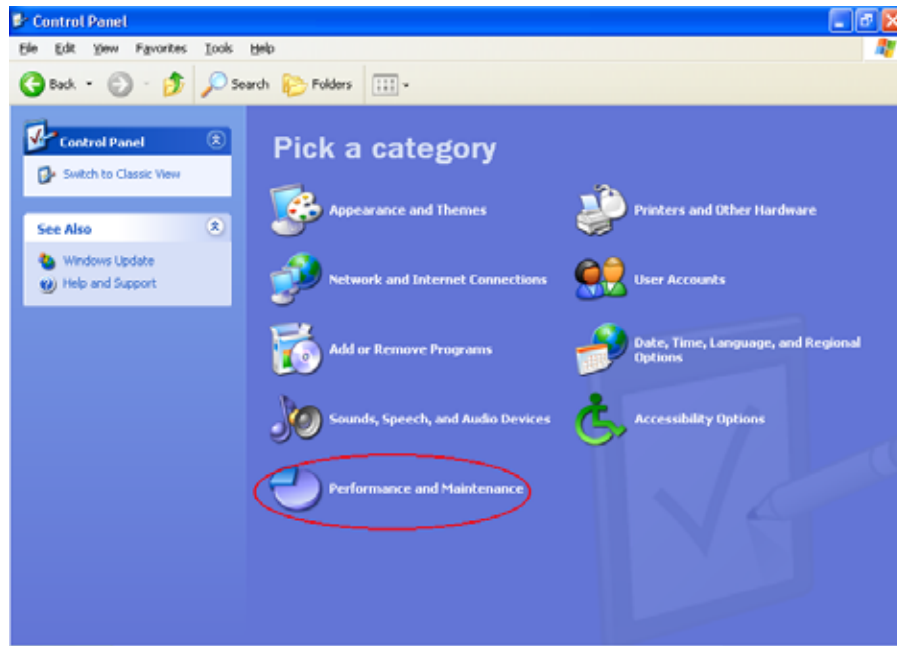 Control Panel
File Edit View Favorites Tools Help
Back Search Folders
Control Panel
Switch to Classic View
See Also
Windows Update
Help and Support
Pick a category
Appearance and Themes
Printers and Other Hardware
Network and Internet Connections
User Accounts
Add or Remove Programs
Date, Time, Language, and Regional
Options
Sounds, Speech, and Audio Devices
Accessibility Options
Performance and Maintenance